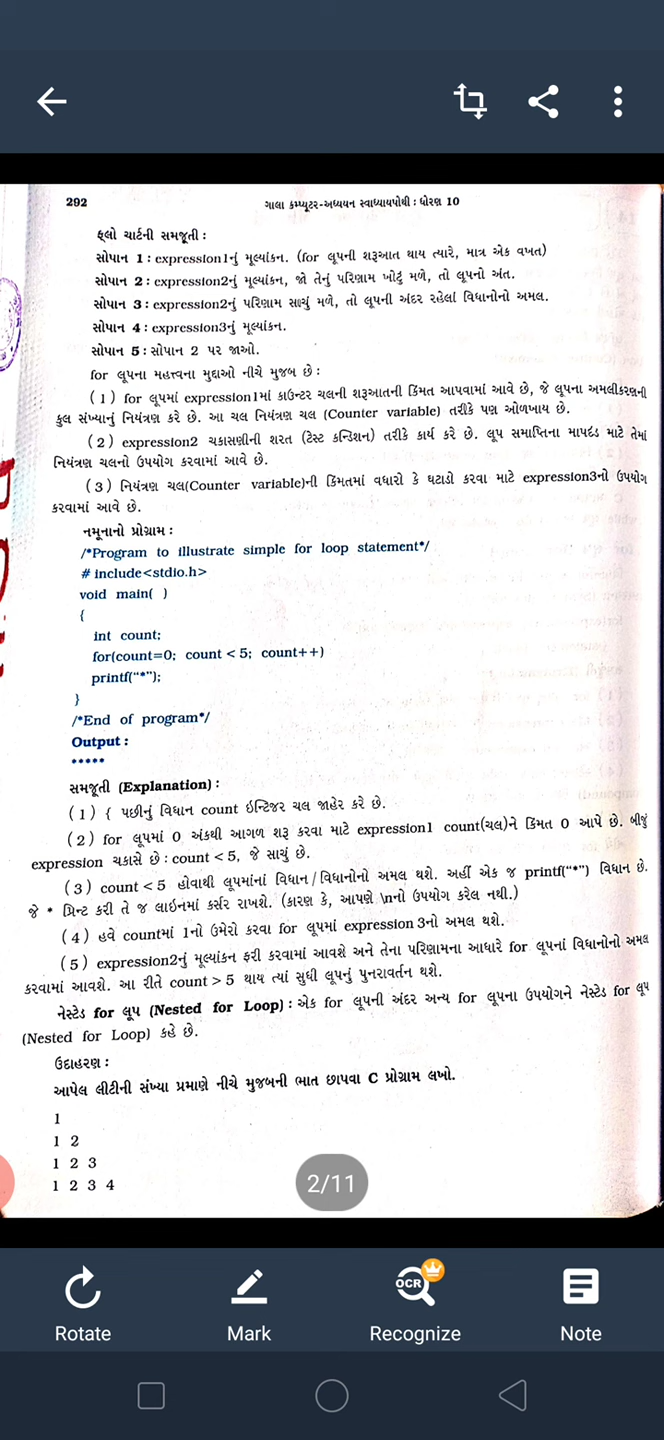 292
ગાલા કમ્પ્યૂટર-અધ્યયન સ્વાધ્યાયપોથી : ધોરણ 10
ફ્લો ચાર્ટની સમજૂતી :
સોપાન 1 : expression1નું મૂલ્યાંકન. (for લૂપની શરૂઆત થાય ત્યારે, માત્ર એક વખત)
સોપાન 2 : expression2નું મૂલ્યાંકન, જો તેનું પરિણામ ખોટું મળે, તો લૂપનો અંત.
સોપાન 3 : expression2નું પરિણામ સાચું મળે, તો લૂપની અંદર રહેલાં વિધાનોનો અમલ.
સોપાન 4 : expression3નું મૂલ્યાંકન.
સોપાન 5 : સોપાન 2 પર જાઓ.
for લૂપના મહત્ત્વના મુદ્દાઓ નીચે મુજબ છે :
(1) for લૂપમાં expression1માં કાઉન્ટર ચલની શરૂઆતની કિંમત આપવામાં આવે છે, જે લૂપના અમલીકરણની
કુલ સંખ્યાનું નિયંત્રણ કરે છે. આ ચલ નિયંત્રણ ચલ (Counter variable) તરીકે પણ ઓળખાય છે.
(2) expression2 ચકાસણીની શરત (ટેસ્ટ કન્ડિશન) તરીકે કાર્ય કરે છે. લૂપ સમાપ્તિના માપદંડ માટે તેમાં
નિયંત્રણ ચલનો ઉપયોગ કરવામાં આવે છે.
(3) નિયંત્રણ ચલ(Counter variable)ની કિંમતમાં વધારો કે ઘટાડો કરવા માટે expression3નો ઉપયોગ
કરવામાં આવે છે.
નમૂનાનો પ્રોગ્રામ :
/*Program to illustrate simple for loop statement*/
# include<stdio.h>
void main( )
{
int count;
for(count=0; count < 5; count++)
printf("*");
}
/*End of program*/
Output :
*****
સમજૂતી (Explanation) :
(1) { પછીનું વિધાન count ઇન્ટિજર ચલ જાહેર કરે છે.
(2) for લૂપમાં 0 અંકથી આગળ શરૂ કરવા માટે expression1 count(ચલ)ને કિંમત 0 આપે છે. બીજું
expression ચકાસે છે : count < 5, જે સાચું છે.
(3) count < 5 હોવાથી લૂપમાંનાં વિધાન / વિધાનોનો અમલ થશે. અહીં એક જ printf("*") વિધાન છે.
જે * પ્રિન્ટ કરી તે જ લાઇનમાં કર્સર રાખશે. (કારણ કે, આપણે \nનો ઉપયોગ કરેલ નથી.)
(4) હવે countમાં 1નો ઉમેરો કરવા for લૂપમાં expression 3નો અમલ થશે.
(5) expression2નું મૂલ્યાંકન ફરી કરવામાં આવશે અને તેના પરિણામના આધારે for લૂપનાં વિધાનોનો અમલ
કરવામાં આવશે. આ રીતે count > 5 થાય ત્યાં સુધી લૂપનું પુનરાવર્તન થશે.
નેસ્ટેડ for લૂપ (Nested for Loop) : એક for લૂપની અંદર અન્ય for લૂપના ઉપયોગને નેસ્ટેડ for લૂપ
(Nested for Loop) કહે છે.
ઉદાહરણ :
આપેલ લીટીની સંખ્યા પ્રમાણે નીચે મુજબની ભાત છાપવા C પ્રોગ્રામ લખો.
1
1 2
1 2 3
1 2 3 4
2/11
OCR
Rotate
Mark
Recognize
Note